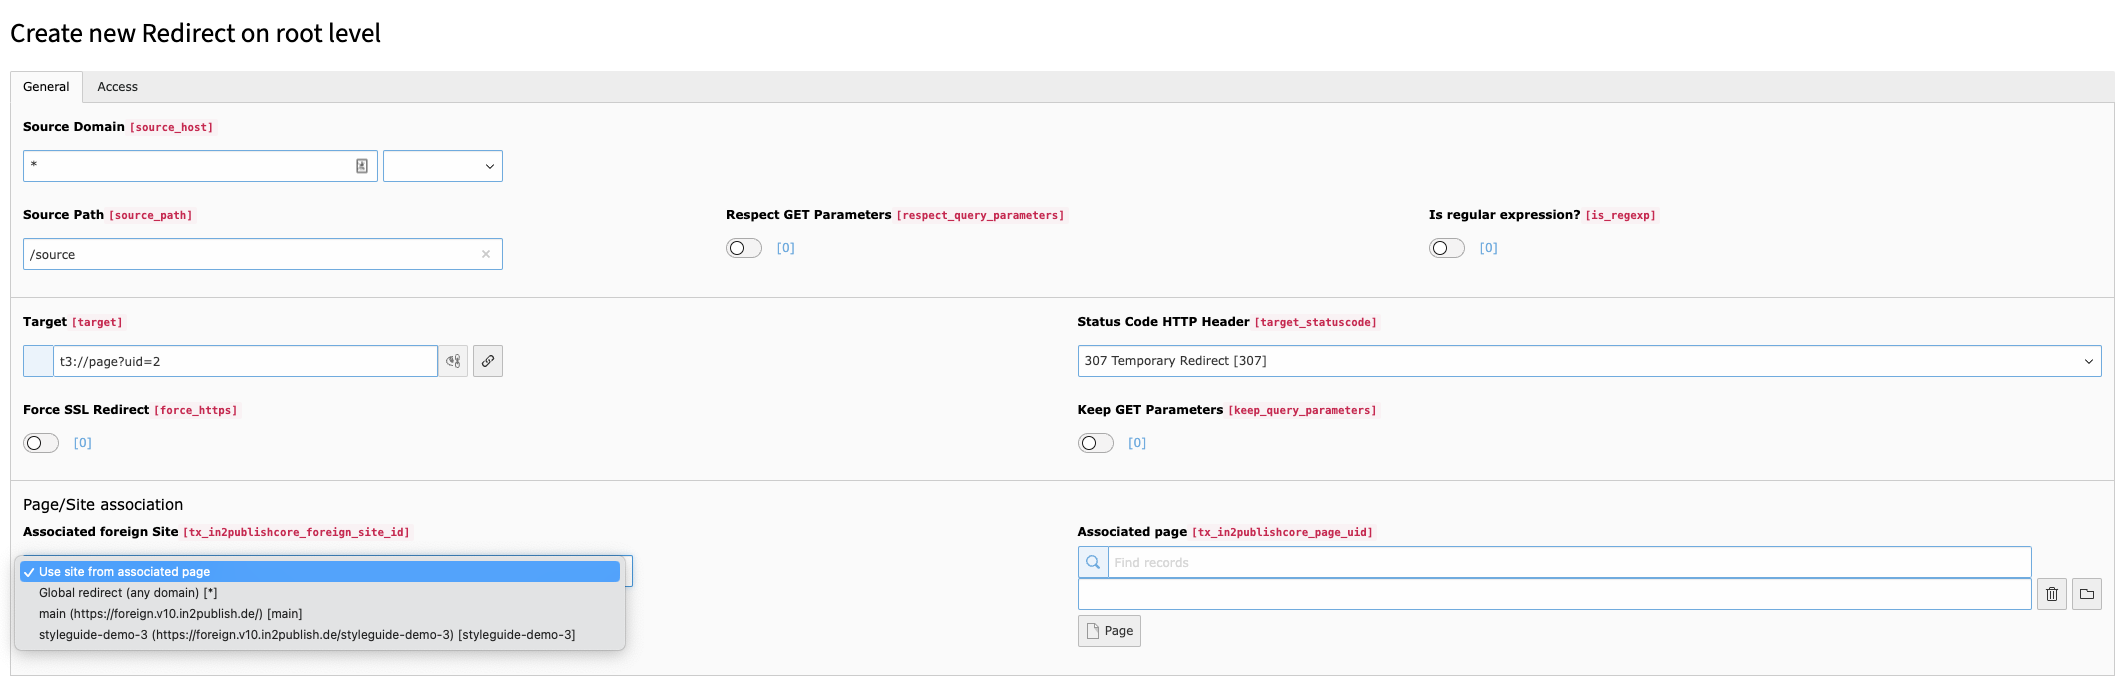 Create new Redirect on root level
General Access
Source Domain [source_host]
*
Source Path [source_path] Respect GET Parameters [respect_query_parameters] Is regular expression? [is_regexp]
/source [0] [0]
Target [target] Status Code HTTP Header [target_statuscode]
t3://page?uid=2 307 Temporary Redirect [307]
Force SSL Redirect [force_https] Keep GET Parameters [keep_query_parameters]
[0] [0]
Page/Site association
Associated foreign Site [tx_in2publishcore_foreign_site_id] Associated page [tx_in2publishcore_page_uid]
Find records
Use site from associated page
Global redirect (any domain) [*]
main (https://foreign.v10.in2publish.de/) [main]
styleguide-demo-3 (https://foreign.v10.in2publish.de/styleguide-demo-3) [styleguide-demo-3]
Page